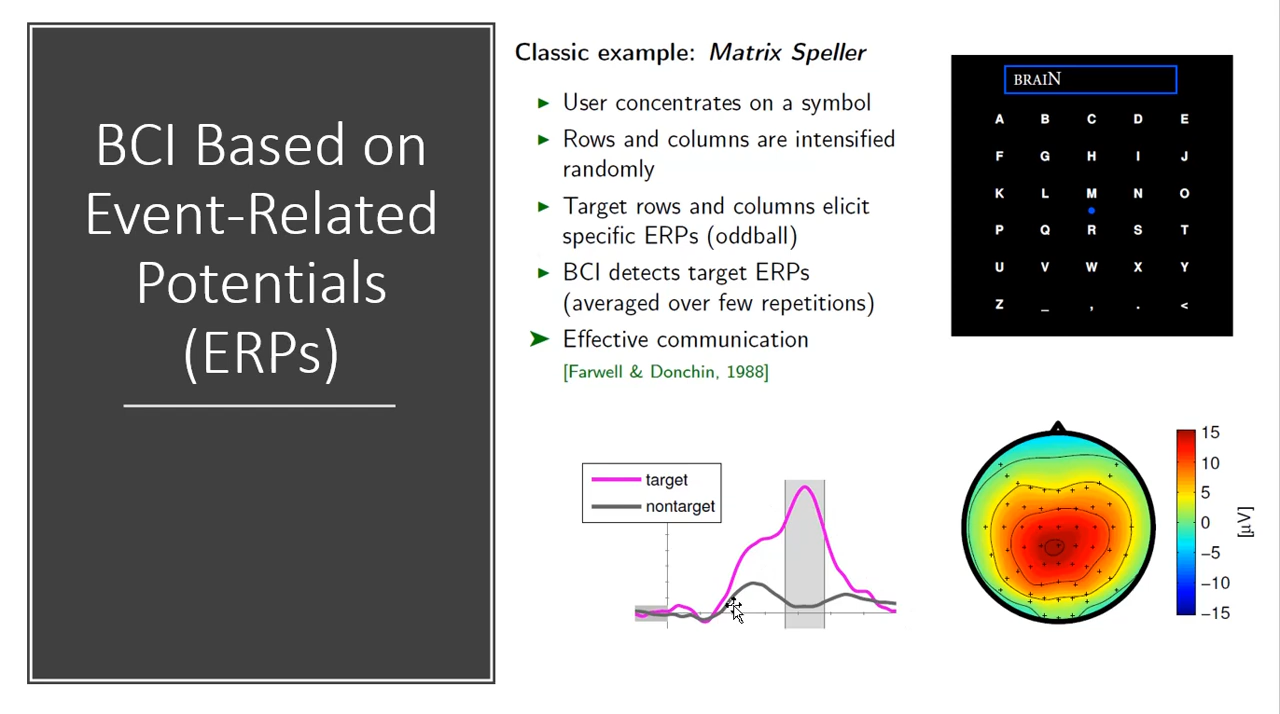 BCI Based on
Event-Related
Potentials
(ERPs)
Classic example: Matrix Speller
► User concentrates on a symbol
► Rows and columns are intensified
randomly
► Target rows and columns elicit
specific ERPs (oddball)
► BCI detects target ERPs
(averaged over few repetitions)
➤ Effective communication
[Farwell & Donchin, 1988]
BRAIN
A B C D E
F G H I J
K L M N O
P Q R S T
U V W X Y
Z _ , . <
target
nontarget
15
10
5
0
−5
−10
−15
[μV]